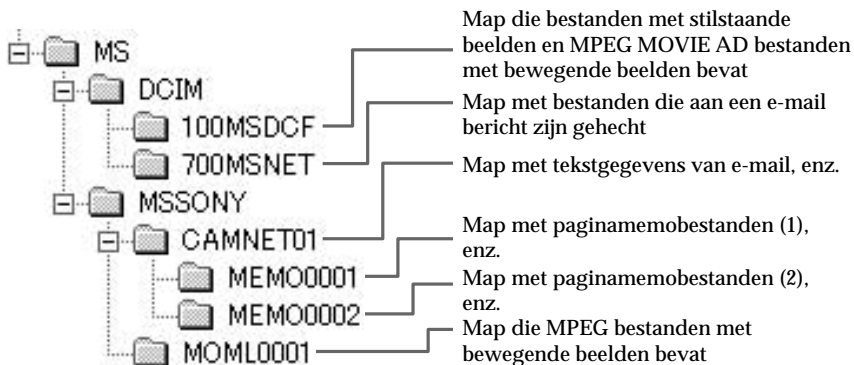 MS
DCIM
100MSDCF
700MSNET
MSSONY
CAMNET01
MEMO0001
MEMO0002
MOML0001
Map die bestanden met stilstaande
beelden en MPEG MOVIE AD bestanden
met bewegende beelden bevat
Map met bestanden die aan een e-mail
bericht zijn gehecht
Map met tekstgegevens van e-mail, enz.
Map met paginamemobestanden (1),
enz.
Map met paginamemobestanden (2),
enz.
Map die MPEG bestanden met
bewegende beelden bevat